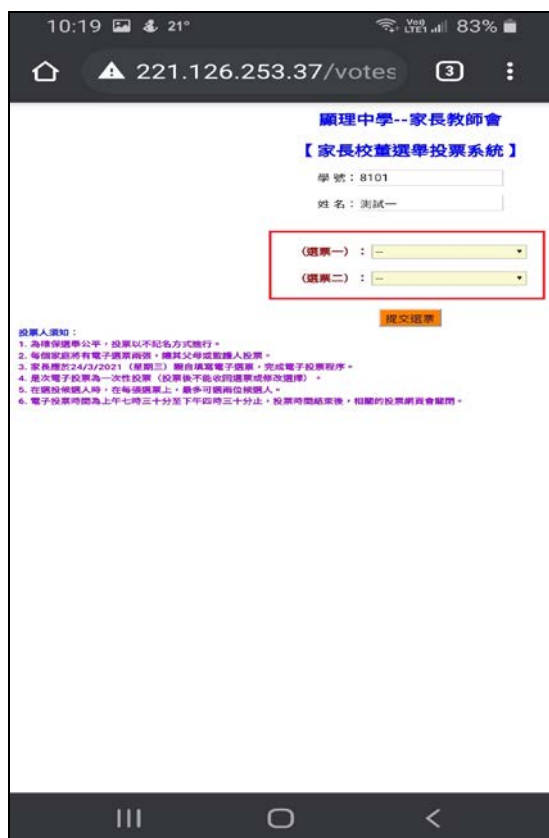 10:19 21° Vo)) LTE1 83%
221.126.253.37/votes 3
顯理中學--家長教師會
【 家長校董選舉投票系統 】
學 號：8101
姓 名：測試一
(選票一) ： --
(選票二) ： --
提交選票
投票人須知：
1. 為確保選舉公平，投票以不記名方式進行。
2. 每個家庭將有電子選票兩張，讓其父母或監護人投票。
3. 家長應於24/3/2021 (星期三) 親自填寫電子選票，完成電子投票程序。
4. 是次電子投票為一次性投票 (投票後不能收回選票或修改選擇) 。
5. 在選投候選人時，在每張選票上，最多可選兩位候選人。
6. 電子投票時間為上午七時三十分至下午四時三十分止，投票時間結束後，相關的投票網頁會關閉。